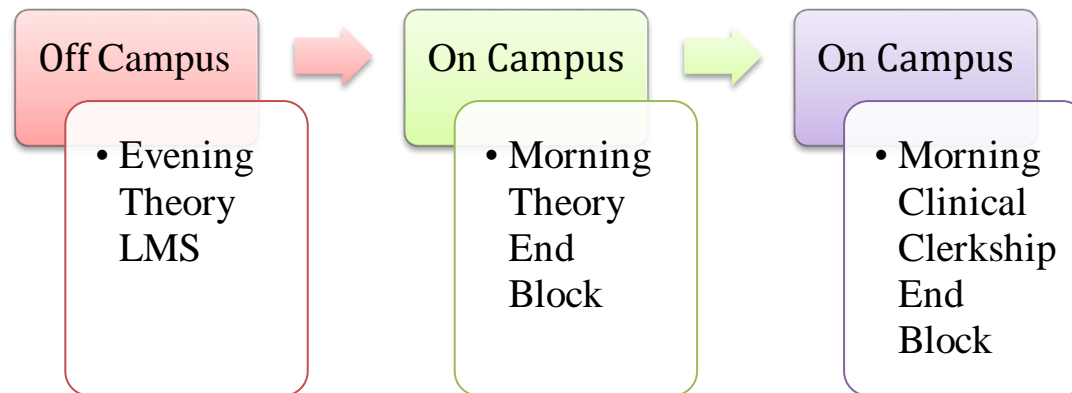 Off Campus
• Evening
Theory
LMS
On Campus
• Morning
Theory
End
Block
On Campus
• Morning
Clinical
Clerkship
End
Block